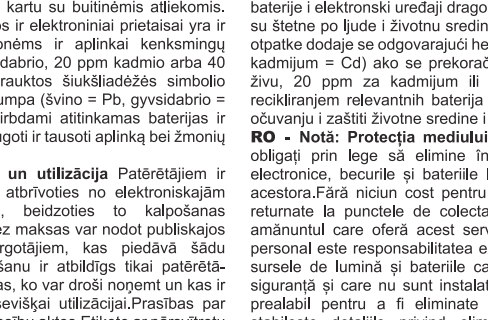 kartu su buitinėmis atliekomis.
s ir elektroniniai prietaisai yra ir
onėms ir aplinkai kenksmingų
dabrio, 20 ppm kadmio arba 40
rauktos šiukšliadėžės simbolio
umpa (švino = Pb, gyvsidabrio =
irbdami atitinkamas baterijas ir
ugoti ir tausoti aplinką bei žmonių
un utilizācija Patērētājiem ir
atbrīvoties no elektroniskajām
, beidzoties to kalpošanas
ez maksas var nodot publiskajos
rgotājiem, kas piedāvā šādu
šanu ir atbildīgs tikai patērētā-
as, ko var droši noņemt un kas ir
sevišķai utilizācijai.Prasības par
baterije i elektronski uređaji drago
su štetne po ljude i životnu sredin
otpatke dodaje se odgovarajući he
kadmijum = Cd) ako se prekorač
živu, 20 ppm za kadmijum ili
recikliranjem relevantnih baterija
očuvanju i zaštiti životne sredine i
RO - Notă: Protecția mediului
obligați prin lege să elimine în
electronice, becurile și bateriile l
acestora.Fără niciun cost pentru
returnate la punctele de colecta
amănuntul care oferă acest serv
personal este responsabilitatea e
sursele de lumină și bateriile ca
siguranță și care nu sunt instalat
prealabil pentru a fi eliminate